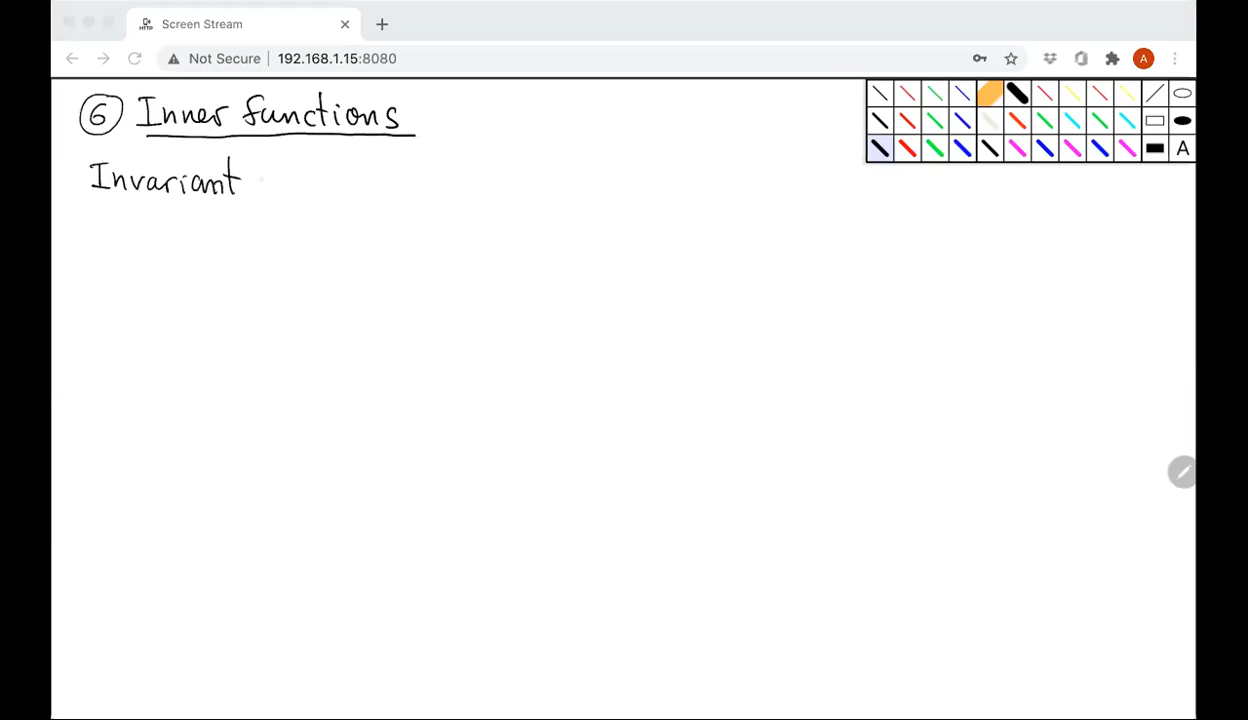 Screen Stream
Not Secure
192.168.1.15:8080
A
6 Inner functions
A
Invariant